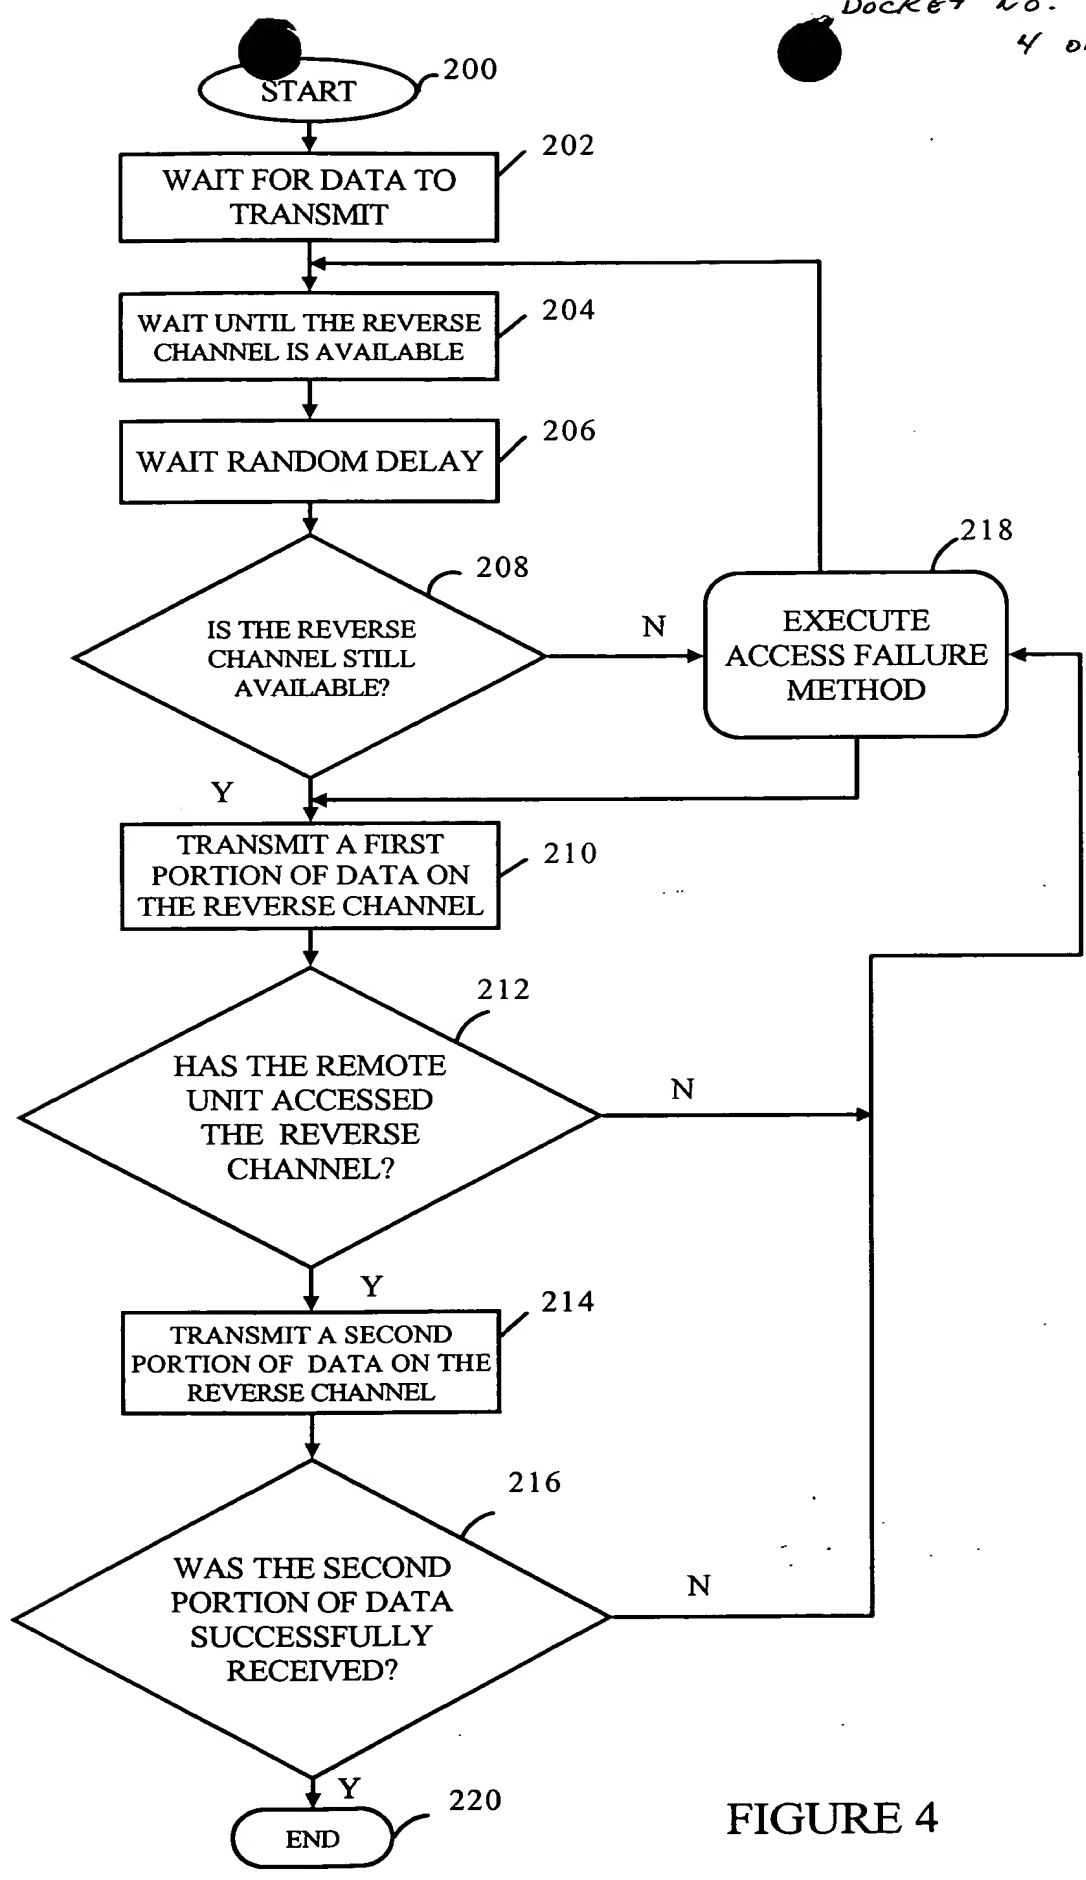 DOCKET NO.
4
200
START
202
WAIT FOR DATA TO
TRANSMIT
204
WAIT UNTIL THE REVERSE
CHANNEL IS AVAILABLE
206
WAIT RANDOM DELAY
208
IS THE REVERSE
CHANNEL STILL
AVAILABLE?
N
218
EXECUTE
ACCESS FAILURE
METHOD
Y
TRANSMIT A FIRST
PORTION OF DATA ON
THE REVERSE CHANNEL
210
212
HAS THE REMOTE
UNIT ACCESSED
THE REVERSE
CHANNEL?
N
Y
214
TRANSMIT A SECOND
PORTION OF DATA ON THE
REVERSE CHANNEL
216
WAS THE SECOND
PORTION OF DATA
SUCCESSFULLY
RECEIVED?
N
Y
220
END
FIGURE 4